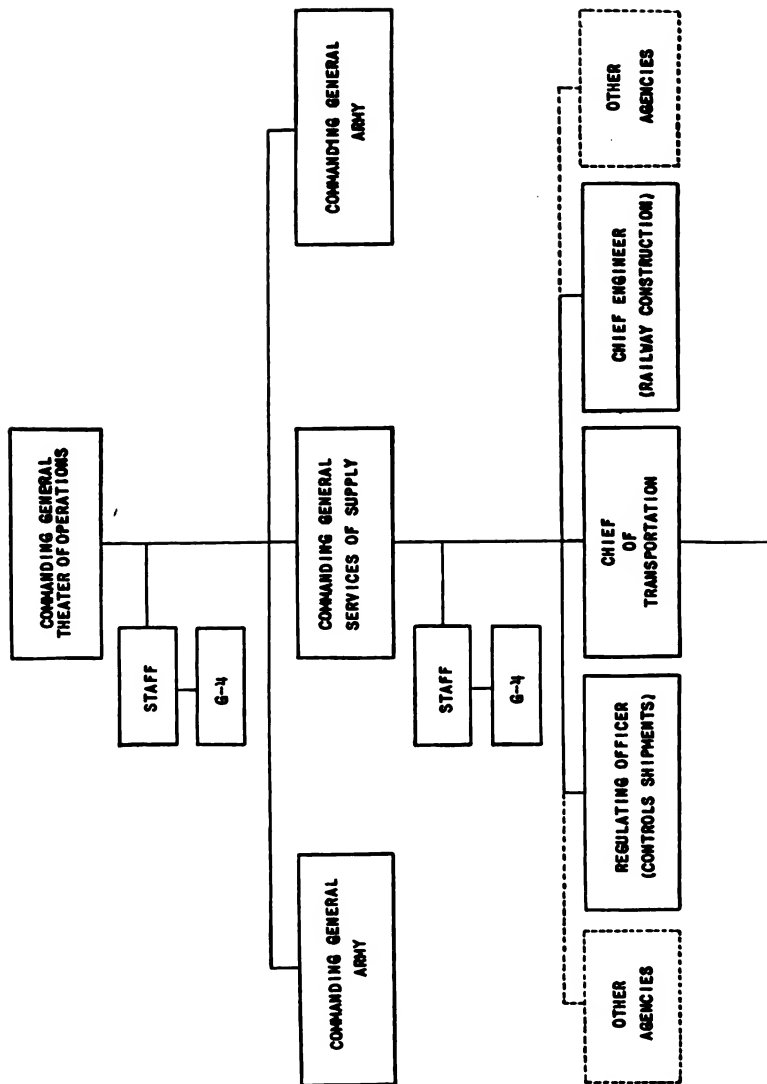 COMMANDING GENERAL
THEATER OF OPERATIONS
STAFF
G-4
COMMANDING GENERAL
ARMY
COMMANDING GENERAL
SERVICES OF SUPPLY
COMMANDING GENERAL
ARMY
STAFF
G-4
OTHER
AGENCIES
REGULATING OFFICER
(CONTROLS SHIPMENTS)
CHIEF
OF
TRANSPORTATION
CHIEF ENGINEER
(RAILWAY CONSTRUCTION)
OTHER
AGENCIES